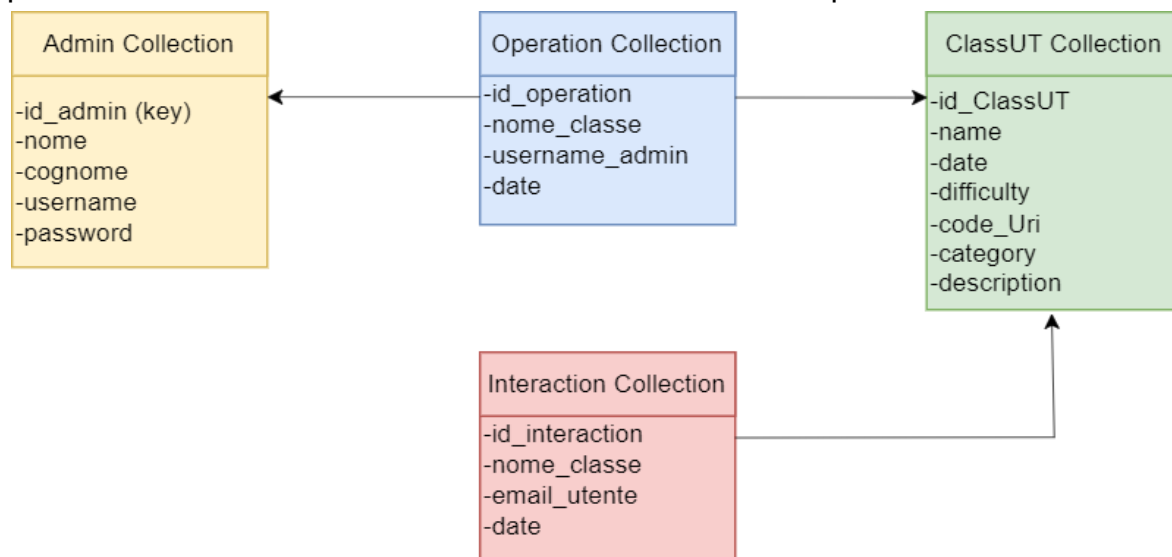 Admin Collection
-id_admin (key)
-nome
-cognome
-username
-password
Operation Collection
-id_operation
-nome_classe
-username_admin
-date
ClassUT Collection
-id_ClassUT
-name
-date
-difficulty
-code_Uri
-category
-description
Interaction Collection
-id_interaction
-nome_classe
-email_utente
-date